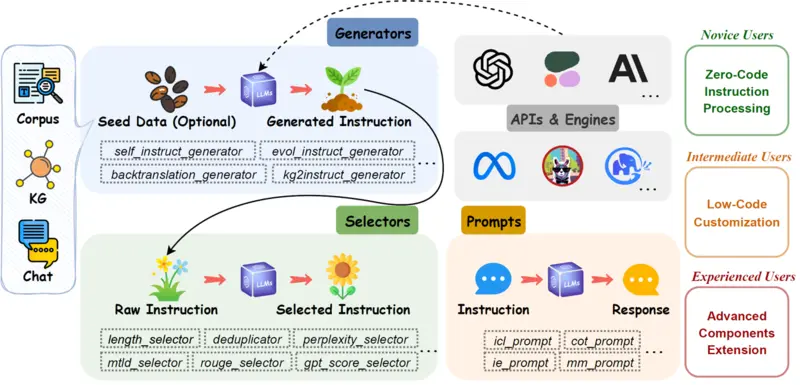 Generators
Corpus
KG
Chat
LLMs
Seed Data (Optional)
Generated Instruction
self_instruct_generator
evol_instruct_generator
backtranslation_generator
kg2instruct_generator
...
AI
...
APIs & Engines
...
Selectors
LLMs
Raw Instruction
Selected Instruction
length_selector
deduplicator
perplexity_selector
mtld_selector
rouge_selector
gpt_score_selector
...
Prompts
LLMs
Instruction
Response
icl_prompt
cot_prompt
ie_prompt
mm_prompt
...
Novice Users
Zero-Code
Instruction
Processing
Intermediate Users
Low-Code
Customization
Experienced Users
Advanced
Components
Extension